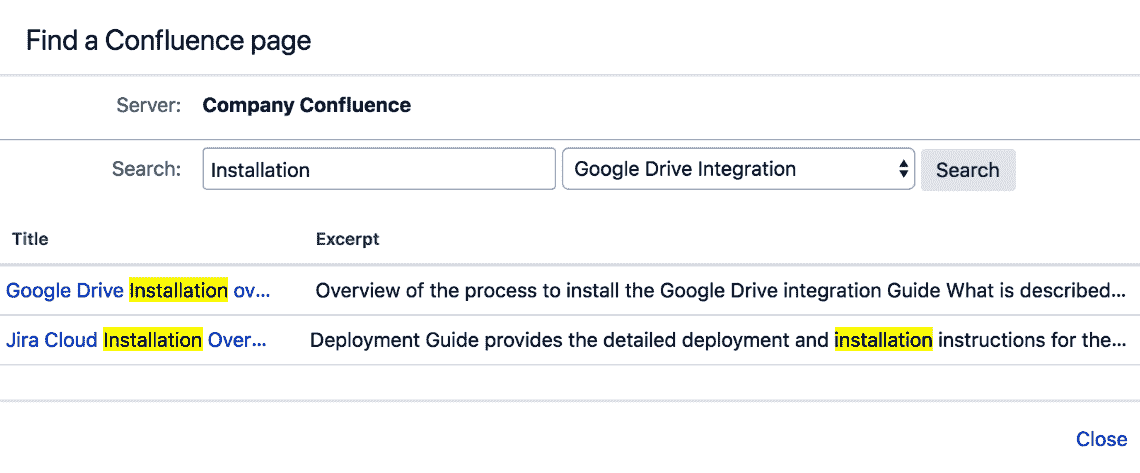 Find a Confluence page
Server: Company Confluence
Search: Installation Google Drive Integration Search
Title Excerpt
Google Drive Installation ov... Overview of the process to install the Google Drive integration Guide What is described...
Jira Cloud Installation Over... Deployment Guide provides the detailed deployment and installation instructions for the...
Close